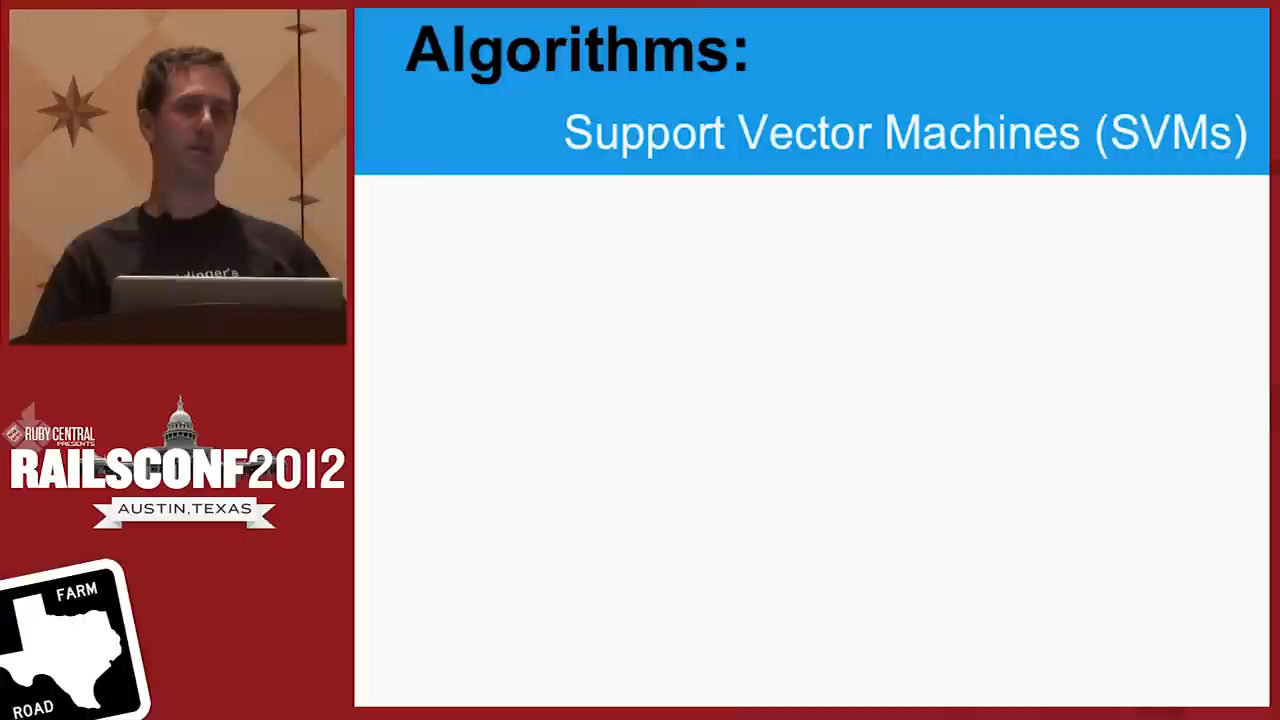 Algorithms:
Support Vector Machines (SVMs)
RUBY CENTRAL
PRESENTS
RAILSCONF2012
AUSTIN, TEXAS
FARM
ROAD